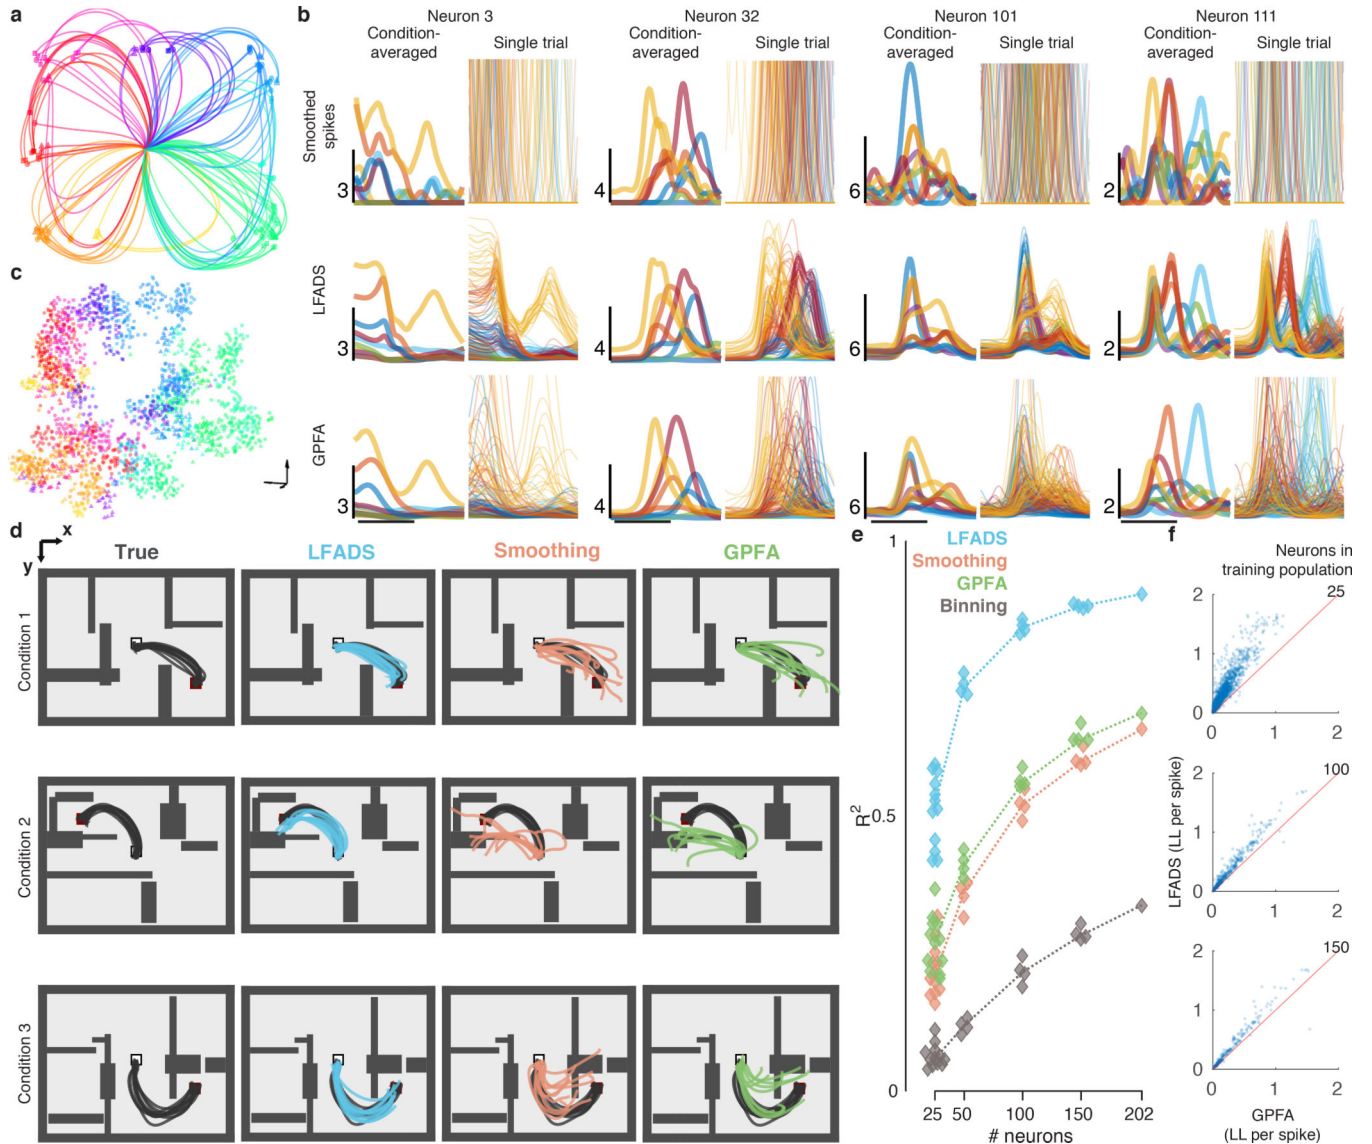 a
b
Neuron 3
Neuron 32
Neuron 101
Neuron 111
Condition-
averaged
Single trial
Condition-
averaged
Single trial
Condition-
averaged
Single trial
Condition-
averaged
Single trial
Smoothed
spikes
3
4
6
2
c
LFADS
3
4
6
2
GPFA
3
4
6
2
d
x
y
True
LFADS
Smoothing
GPFA
Condition 1
Condition 2
Condition 3
e
LFADS
Smoothing
GPFA
Binning
1
0.5
0
R²
25
50
100
150
202
# neurons
f
Neurons in
training population
25
2
1
0
0
1
2
100
2
1
0
0
1
2
150
2
1
0
0
1
2
LFADS (LL per spike)
GPFA
(LL per spike)